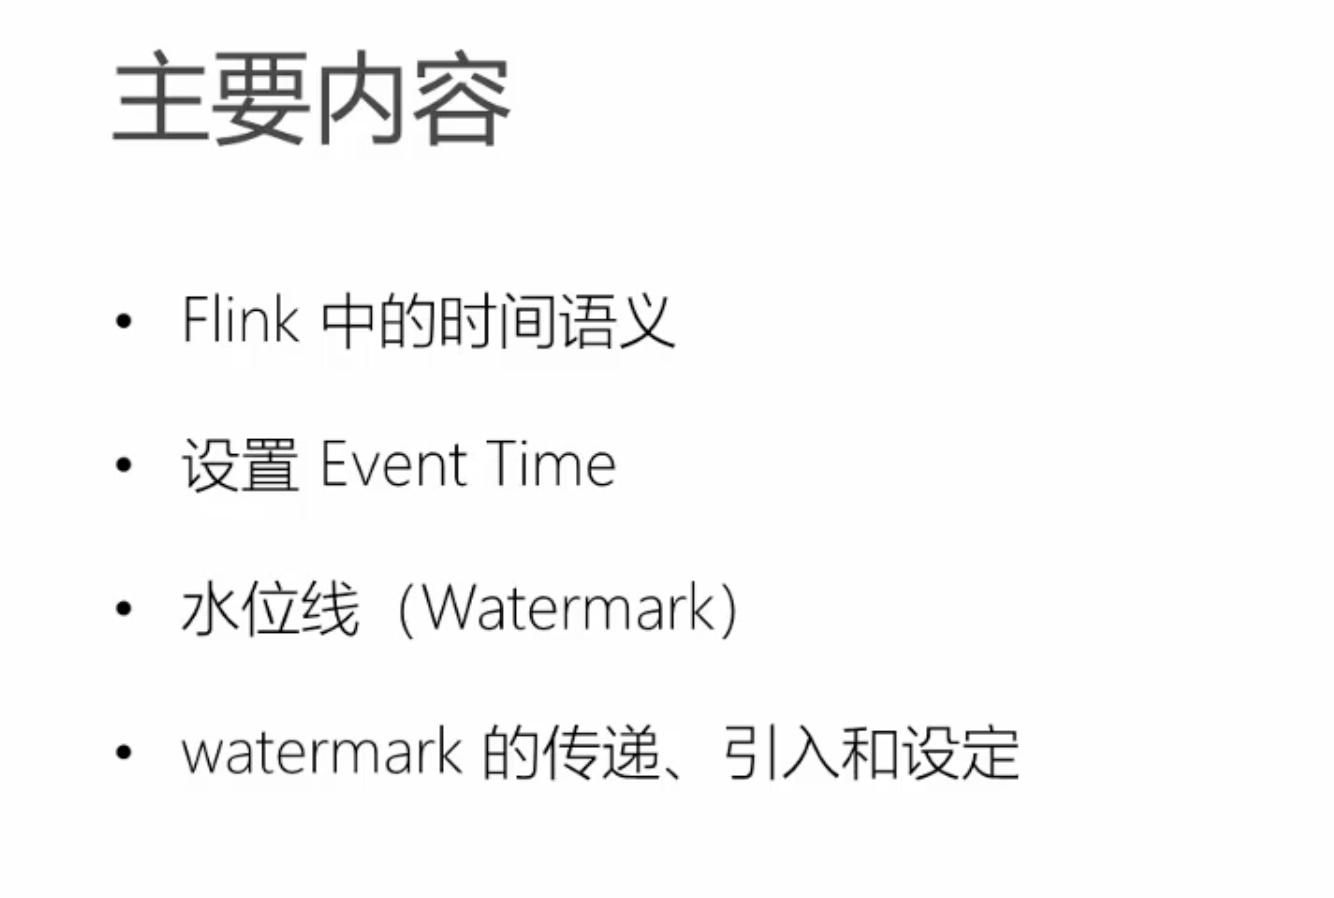 主要内容
• Flink 中的时间语义
• 设置 Event Time
• 水位线（Watermark）
• watermark 的传递、引入和设定